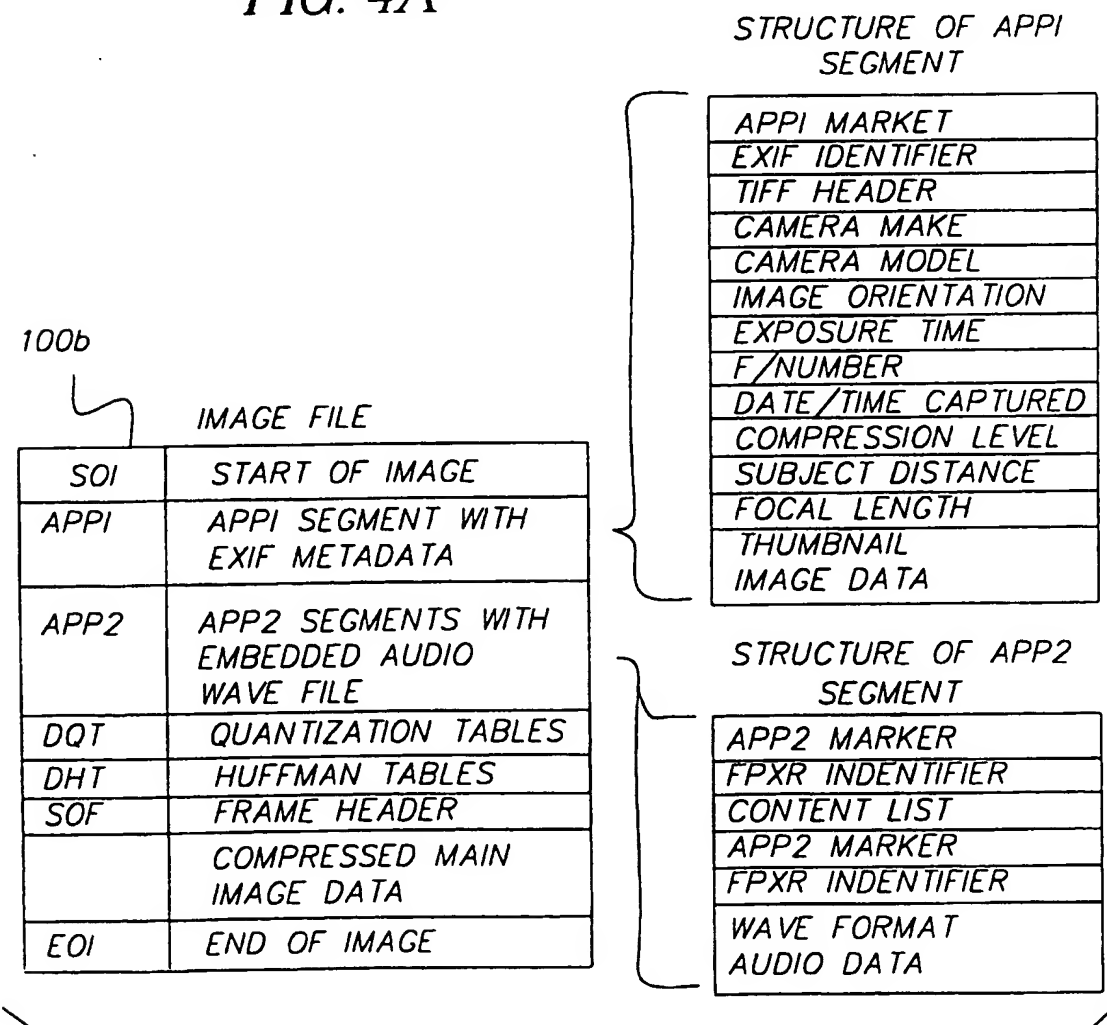 FIG. 4A
STRUCTURE OF APP1
SEGMENT
APP1 MARKET
EXIF IDENTIFIER
TIFF HEADER
CAMERA MAKE
CAMERA MODEL
IMAGE ORIENTATION
EXPOSURE TIME
F/NUMBER
DATE/TIME CAPTURED
COMPRESSION LEVEL
SUBJECT DISTANCE
FOCAL LENGTH
THUMBNAIL
IMAGE DATA
100b
IMAGE FILE
SOI START OF IMAGE
APP1 APP1 SEGMENT WITH
EXIF METADATA
APP2 APP2 SEGMENTS WITH
EMBEDDED AUDIO
WAVE FILE
DQT QUANTIZATION TABLES
DHT HUFFMAN TABLES
SOF FRAME HEADER
COMPRESSED MAIN
IMAGE DATA
EOI END OF IMAGE
STRUCTURE OF APP2
SEGMENT
APP2 MARKER
FPXR INDENTIFIER
CONTENT LIST
APP2 MARKER
FPXR INDENTIFIER
WAVE FORMAT
AUDIO DATA